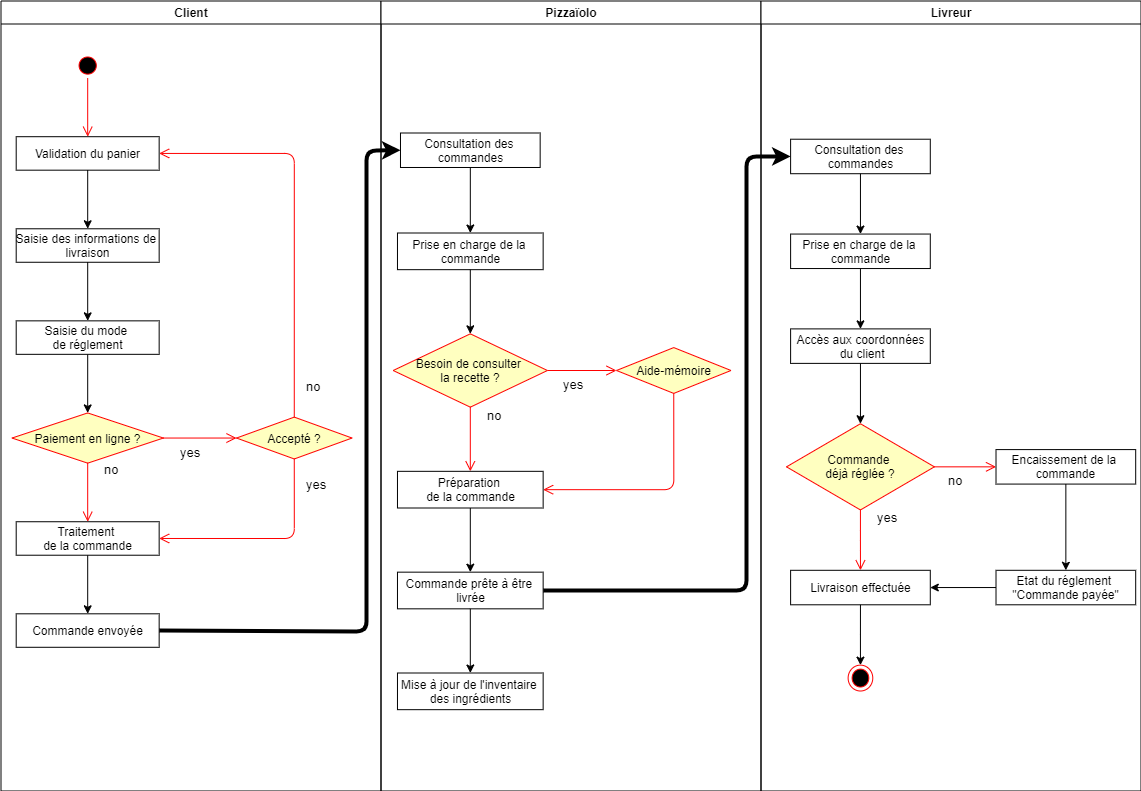 Client
Pizzaïolo
Livreur
Validation du panier
Saisie des informations de
livraison
Saisie du mode
de réglement
Paiement en ligne ?
yes
no
Accepté ?
no
yes
Traitement
de la commande
Commande envoyée
Consultation des
commandes
Prise en charge de la
commande
Besoin de consulter
la recette ?
yes
no
Aide-mémoire
Préparation
de la commande
Commande prête à être
livrée
Mise à jour de l'inventaire
des ingrédients
Consultation des
commandes
Prise en charge de la
commande
Accès aux coordonnées
du client
Commande
déjà réglée ?
no
yes
Encaissement de la
commande
Etat du réglement
"Commande payée"
Livraison effectuée